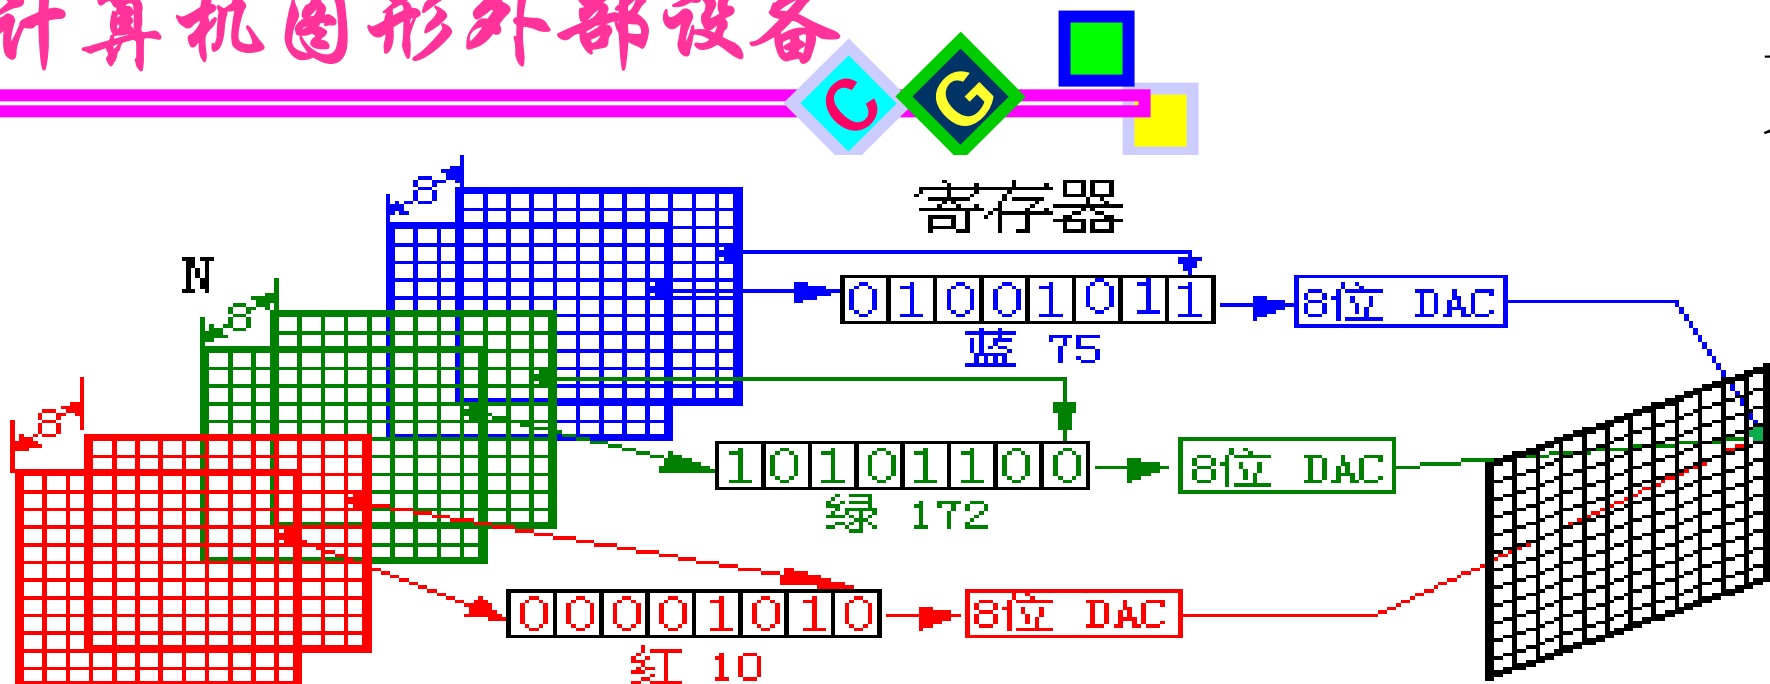 计算机图形外部设备
C G
8
寄存器
N
8
0 1 0 0 1 0 1 1
8位 DAC
蓝 75
8
1 0 1 0 1 1 0 0
8位 DAC
绿 172
0 0 0 0 1 0 1 0
8位 DAC
红 10